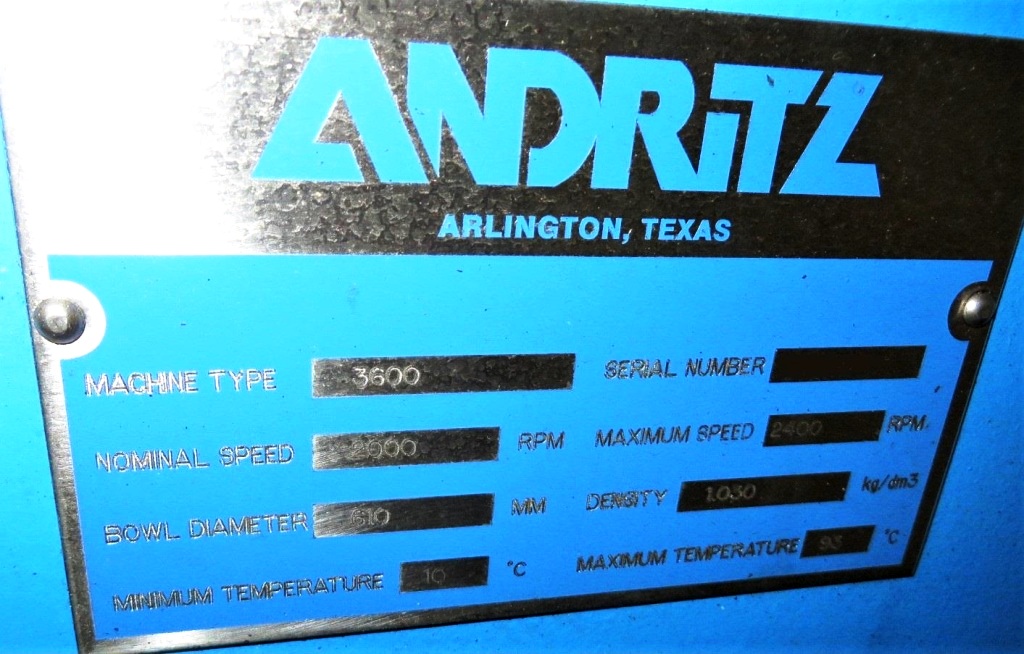 ANDRITZ
ARLINGTON, TEXAS
MACHINE TYPE 3600 SERIAL NUMBER
NOMINAL SPEED RPM MAXIMUM SPEED 2400 RPM
BOWL DIAMETER 610 MM DENSITY 1.030 kg/dm3
MINIMUM TEMPERATURE 10 °C MAXIMUM TEMPERATURE 93 °C